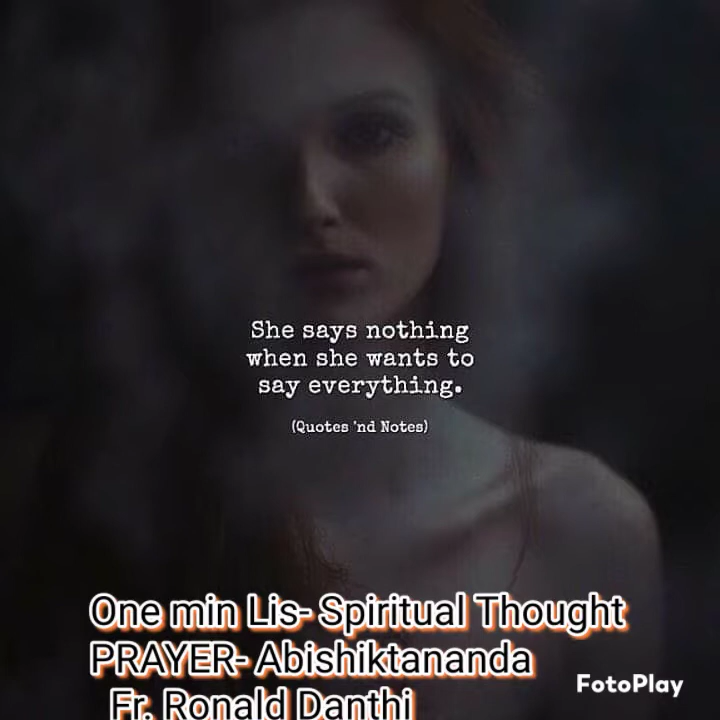 She says nothing
when she wants to
say everything.
(Quotes 'nd Notes)
One min Lis- Spiritual Thought
PRAYER- Abishiktananda
FotoPlay
Fr. Ronald Danthi